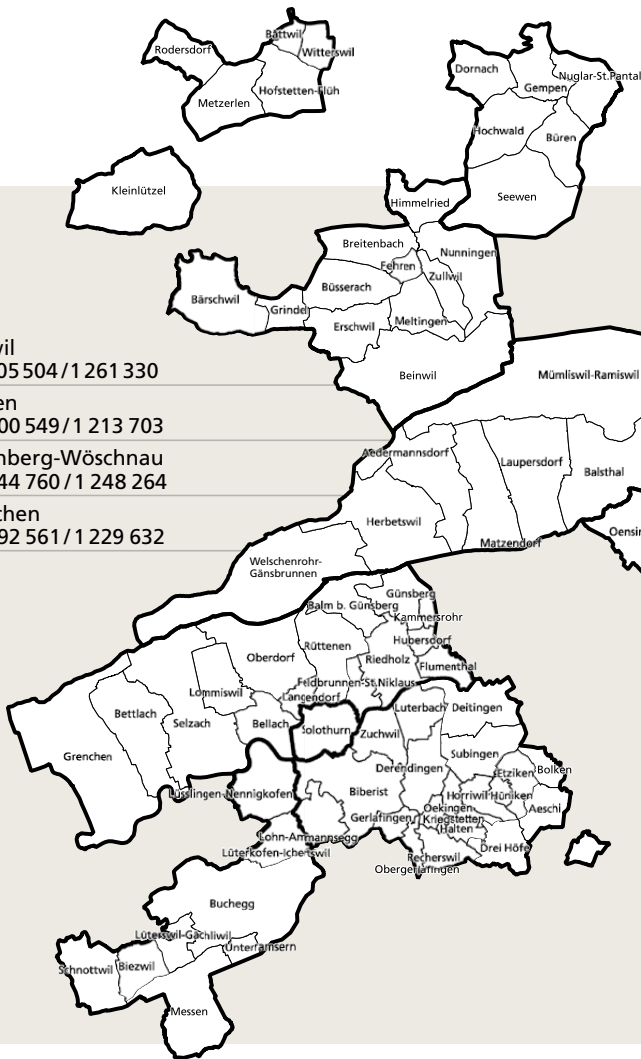 Bättwil
Rodersdorf
Witterswil
Hofstetten-Flüh
Metzerlen
Dornach
Nuglar-St.Pantal
Gempen
Hochwald
Büren
Kleinlützel
Seewen
Himmelried
Breitenbach
Nunningen
Fehren
Zullwil
Büsserach
Bärschwil
Grindel
Erschwil
Meltingen
wil
05 504 / 1 261 330
Beinwil
Mümliswil-Ramiswil
en
00 549 / 1 213 703
nberg-Wöschnau
44 760 / 1 248 264
Aedermannsdorf
Laupersdorf
Balsthal
chen
92 561 / 1 229 632
Herbetswil
Oensin
Matzendorf
Welschenrohr-
Gänsbrunnen
Günsberg
Balm b. Günsberg
Kammersrohr
Hubersdorf
Rüttenen
Oberdorf
Riedholz
Flumenthal
Feldbrunnen-St.Niklaus
Lommiswil
Langendorf
Luterbach
Deitingen
Bettlach
Selzach
Bellach
Solothurn
Zuchwil
Grenchen
Subingen
Derendingen
Etziken
Bolken
Lüsslingen-Nennigkofen
Biberist
Horriwil
Hüniken
Oekingen
Aeschi
Gerlafingen
Kriegstetten
Halten
Lohn-Ammannsegg
Drei Höfe
Lüterkofen-Ichertswil
Recherswil
Obergerlafingen
Buchegg
Lüterswil-Gächliwil
Unterramsern
Schnottwil
Biezwil
Messen